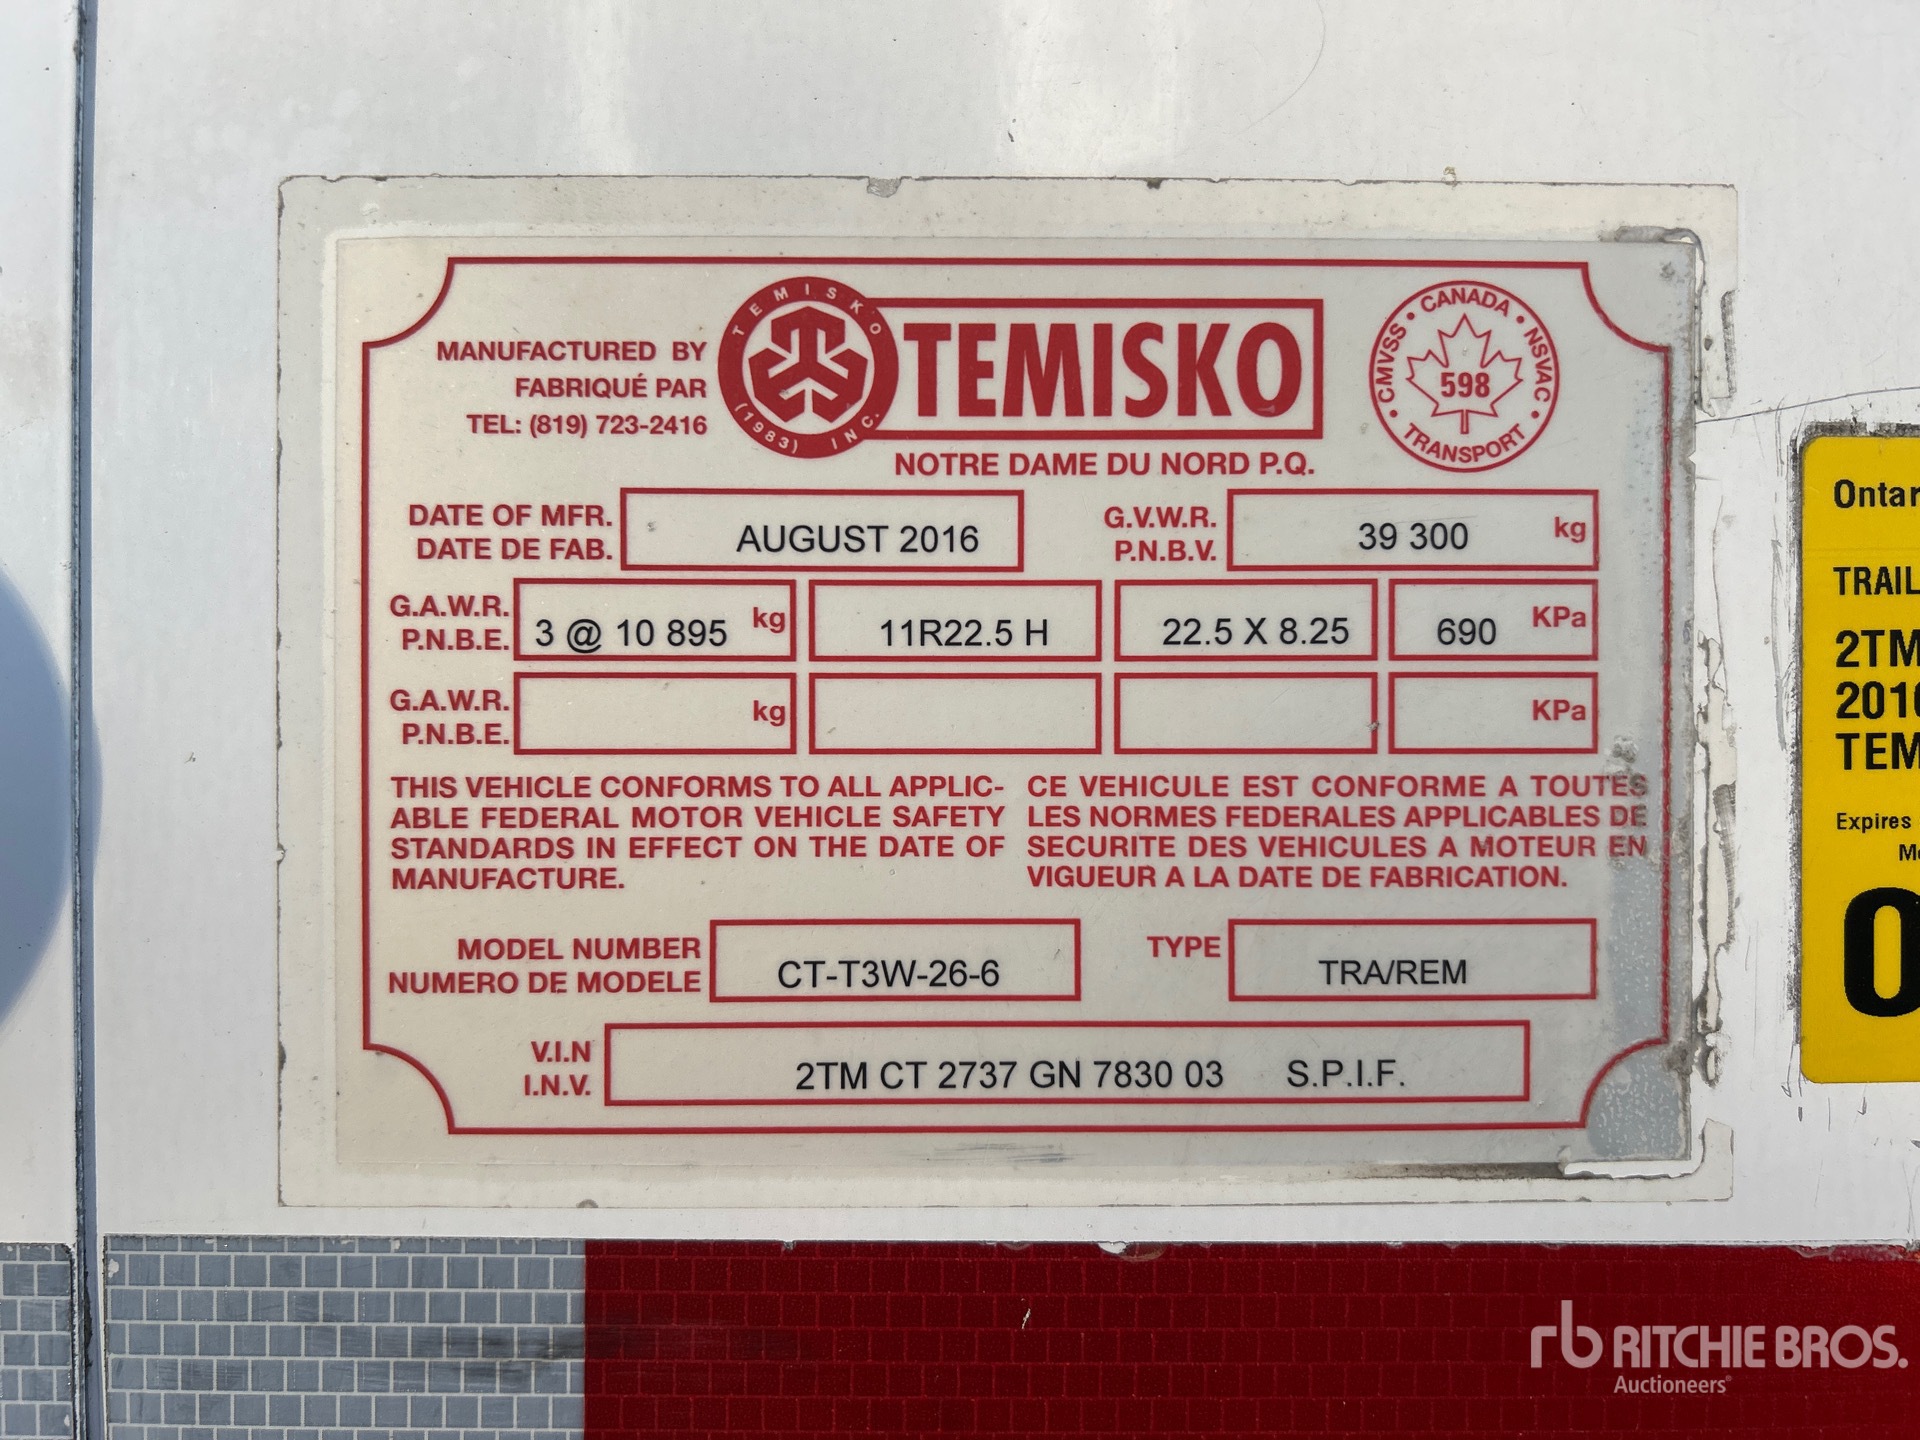 TEMISKO
(1983) INC.
MANUFACTURED BY
FABRIQUÉ PAR
TEL: (819) 723-2416
TEMISKO
NOTRE DAME DU NORD P.Q.
CANADA • NSVAC • TRANSPORT • CMVSS •
598
DATE OF MFR.
DATE DE FAB.
AUGUST 2016
G.V.W.R.
P.N.B.V.
39 300 kg
G.A.W.R.
P.N.B.E.
3 @ 10 895 kg
11R22.5 H
22.5 X 8.25
690 KPa
G.A.W.R.
P.N.B.E.
kg
KPa
THIS VEHICLE CONFORMS TO ALL APPLIC-
ABLE FEDERAL MOTOR VEHICLE SAFETY
STANDARDS IN EFFECT ON THE DATE OF
MANUFACTURE.
CE VEHICULE EST CONFORME A TOUTES
LES NORMES FEDERALES APPLICABLES DE
SECURITE DES VEHICULES A MOTEUR EN
VIGUEUR A LA DATE DE FABRICATION.
MODEL NUMBER
NUMERO DE MODELE
CT-T3W-26-6
TYPE
TRA/REM
V.I.N
I.N.V.
2TM CT 2737 GN 7830 03 S.P.I.F.
Ontar
TRAIL
2TM
201
TEM
Expires
M
0
rb RITCHIE BROS.
Auctioneers